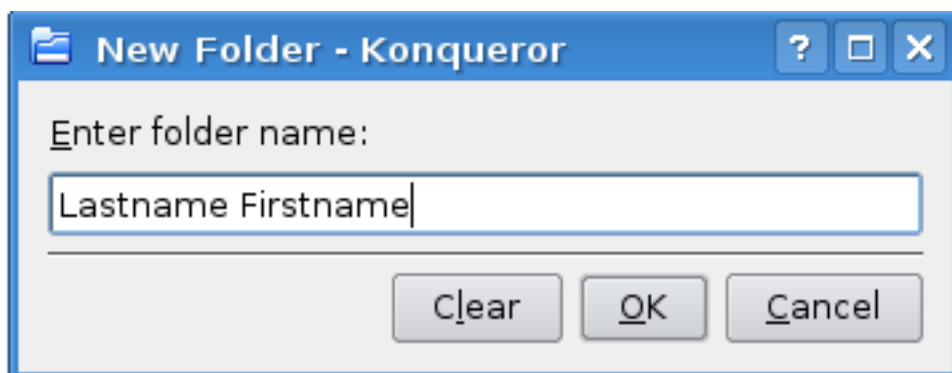 New Folder - Konqueror
Enter folder name:
Lastname Firstname
Clear OK Cancel